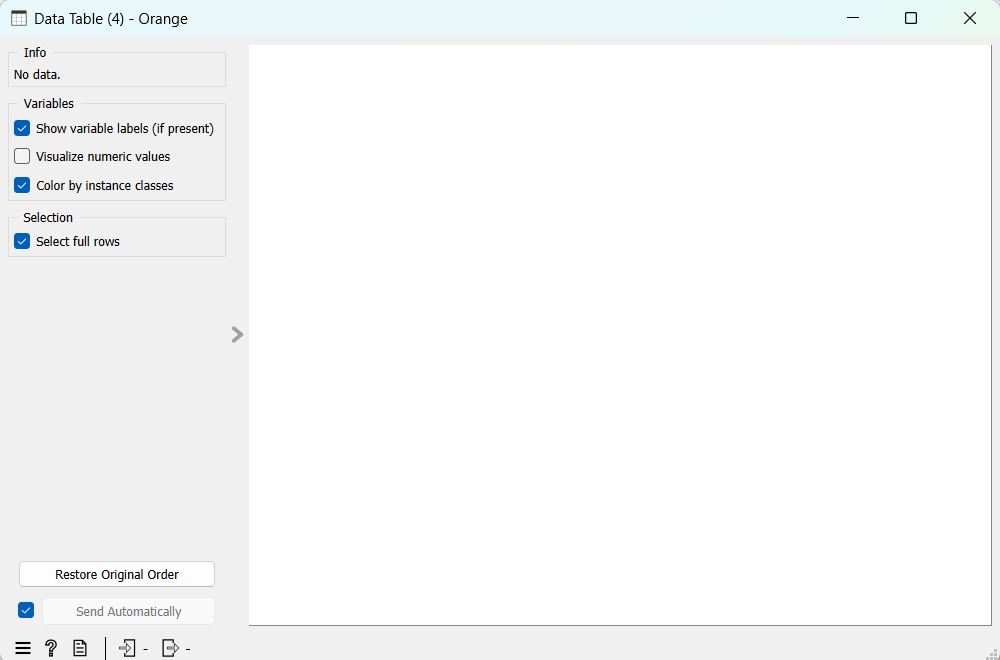 Data Table (4) - Orange
Info
No data.
Variables
Show variable labels (if present)
Visualize numeric values
Color by instance classes
Selection
Select full rows
Restore Original Order
Send Automatically
? - -